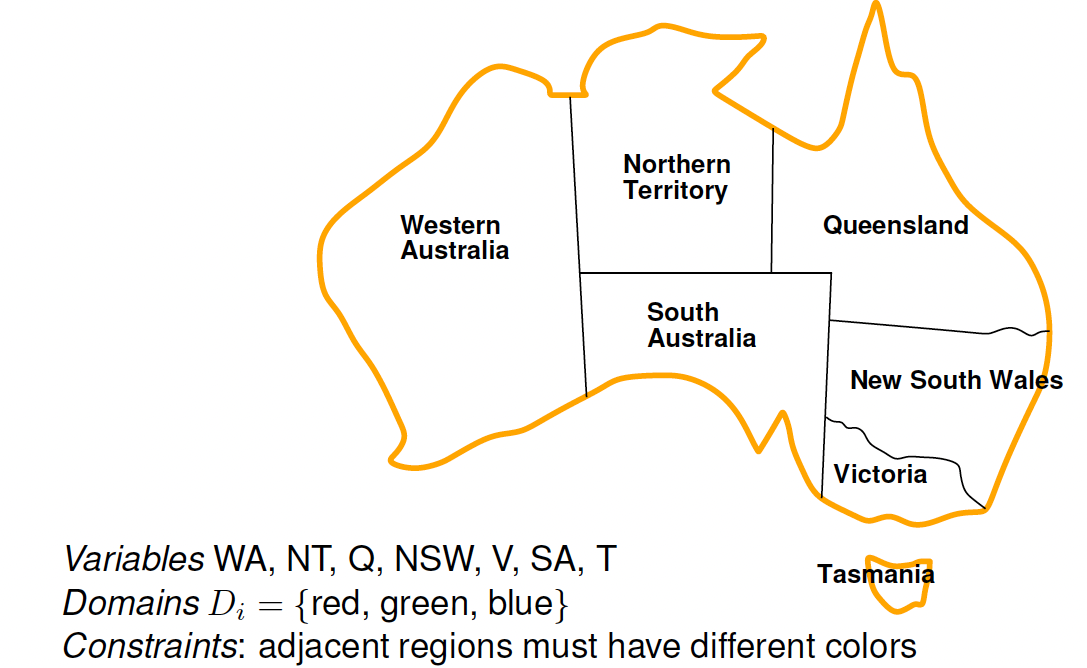 Northern
Territory
Western
Australia
Queensland
South
Australia
New South Wales
Victoria
Tasmania
Variables WA, NT, Q, NSW, V, SA, T
Domains Dᵢ = {red, green, blue}
Constraints: adjacent regions must have different colors